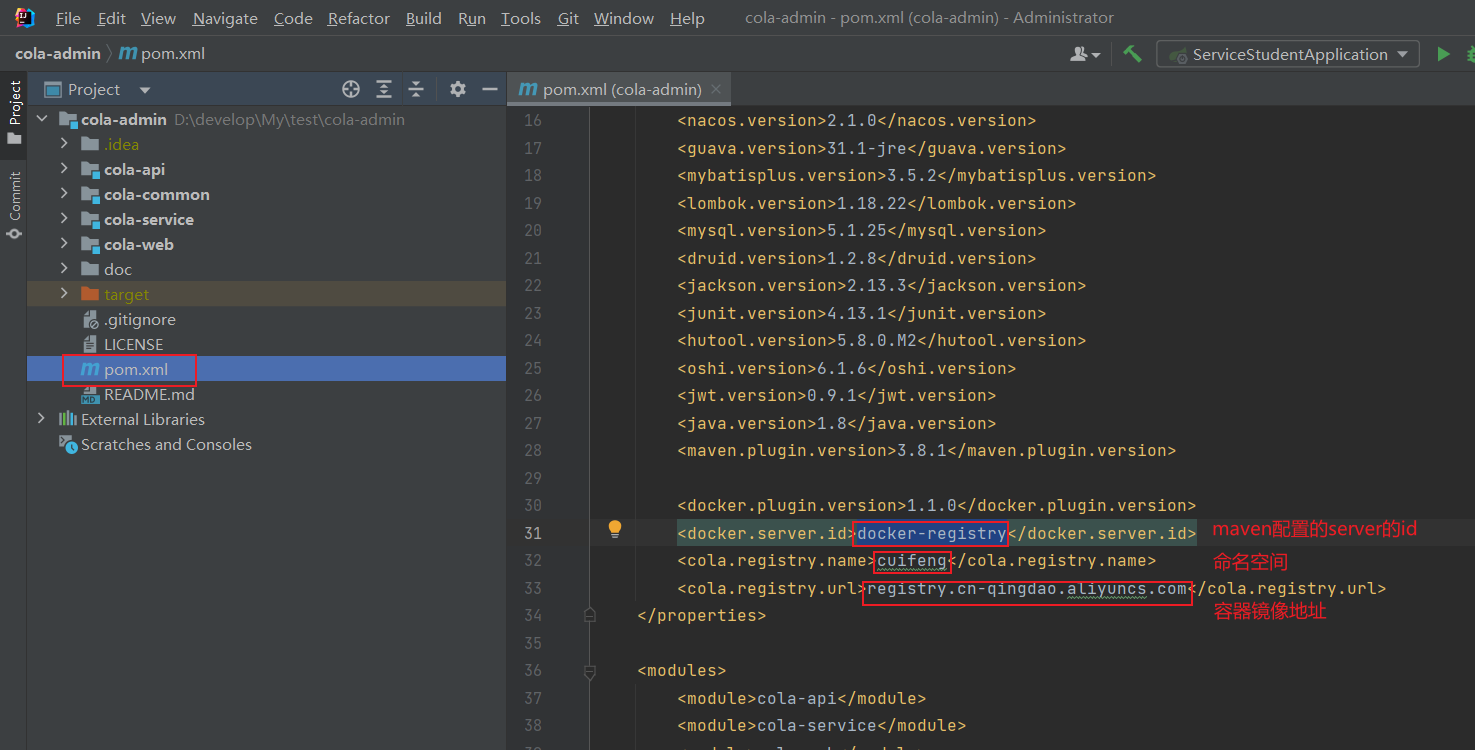 File Edit View Navigate Code Refactor Build Run Tools Git Window Help cola-admin - pom.xml (cola-admin) - Administrator
cola-admin pom.xml
ServiceStudentApplication
Project
Commit
Project
cola-admin D:\develop\My\test\cola-admin
.idea
cola-api
cola-common
cola-service
cola-web
doc
target
.gitignore
LICENSE
pom.xml
README.md
External Libraries
Scratches and Consoles
pom.xml (cola-admin)
16 <nacos.version>2.1.0</nacos.version>
17 <guava.version>31.1-jre</guava.version>
18 <mybatisplus.version>3.5.2</mybatisplus.version>
19 <lombok.version>1.18.22</lombok.version>
20 <mysql.version>5.1.25</mysql.version>
21 <druid.version>1.2.8</druid.version>
22 <jackson.version>2.13.3</jackson.version>
23 <junit.version>4.13.1</junit.version>
24 <hutool.version>5.8.0.M2</hutool.version>
25 <oshi.version>6.1.6</oshi.version>
26 <jwt.version>0.9.1</jwt.version>
27 <java.version>1.8</java.version>
28 <maven.plugin.version>3.8.1</maven.plugin.version>
29
30 <docker.plugin.version>1.1.0</docker.plugin.version>
31 <docker.server.id>docker-registry</docker.server.id> maven配置的server的id
32 <cola.registry.name>cuifeng</cola.registry.name> 命名空间
33 <cola.registry.url>registry.cn-qingdao.aliyuncs.com</cola.registry.url>
容器镜像地址
34 </properties>
35
36 <modules>
37 <module>cola-api</module>
38 <module>cola-service</module>